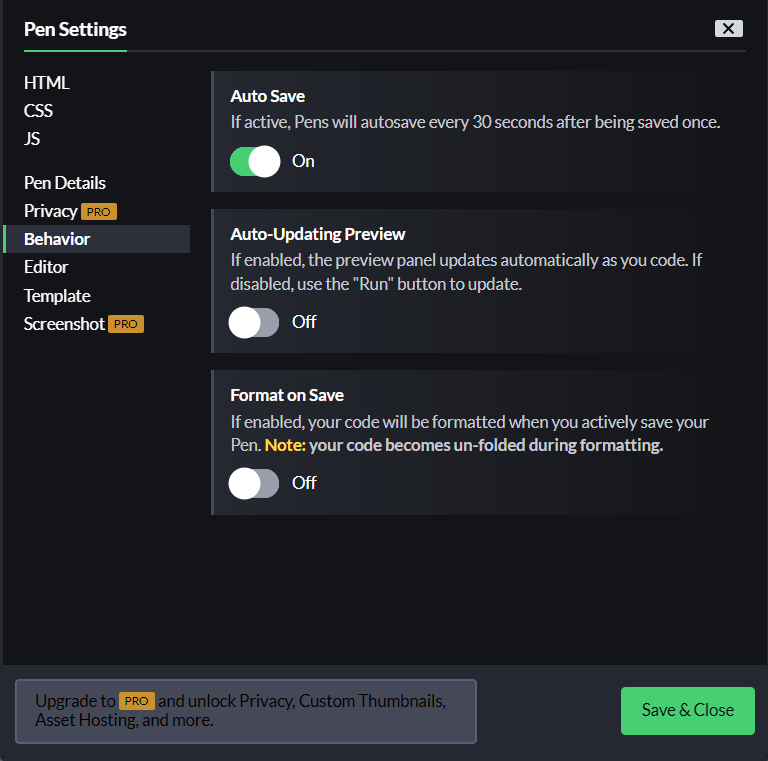 Pen Settings
HTML
CSS
JS
Pen Details
Privacy PRO
Behavior
Editor
Template
Screenshot PRO
Auto Save
If active, Pens will autosave every 30 seconds after being saved once.
On
Auto-Updating Preview
If enabled, the preview panel updates automatically as you code. If
disabled, use the "Run" button to update.
Off
Format on Save
If enabled, your code will be formatted when you actively save your
Pen. Note: your code becomes un-folded during formatting.
Off
Upgrade to PRO and unlock Privacy, Custom Thumbnails,
Asset Hosting, and more.
Save & Close